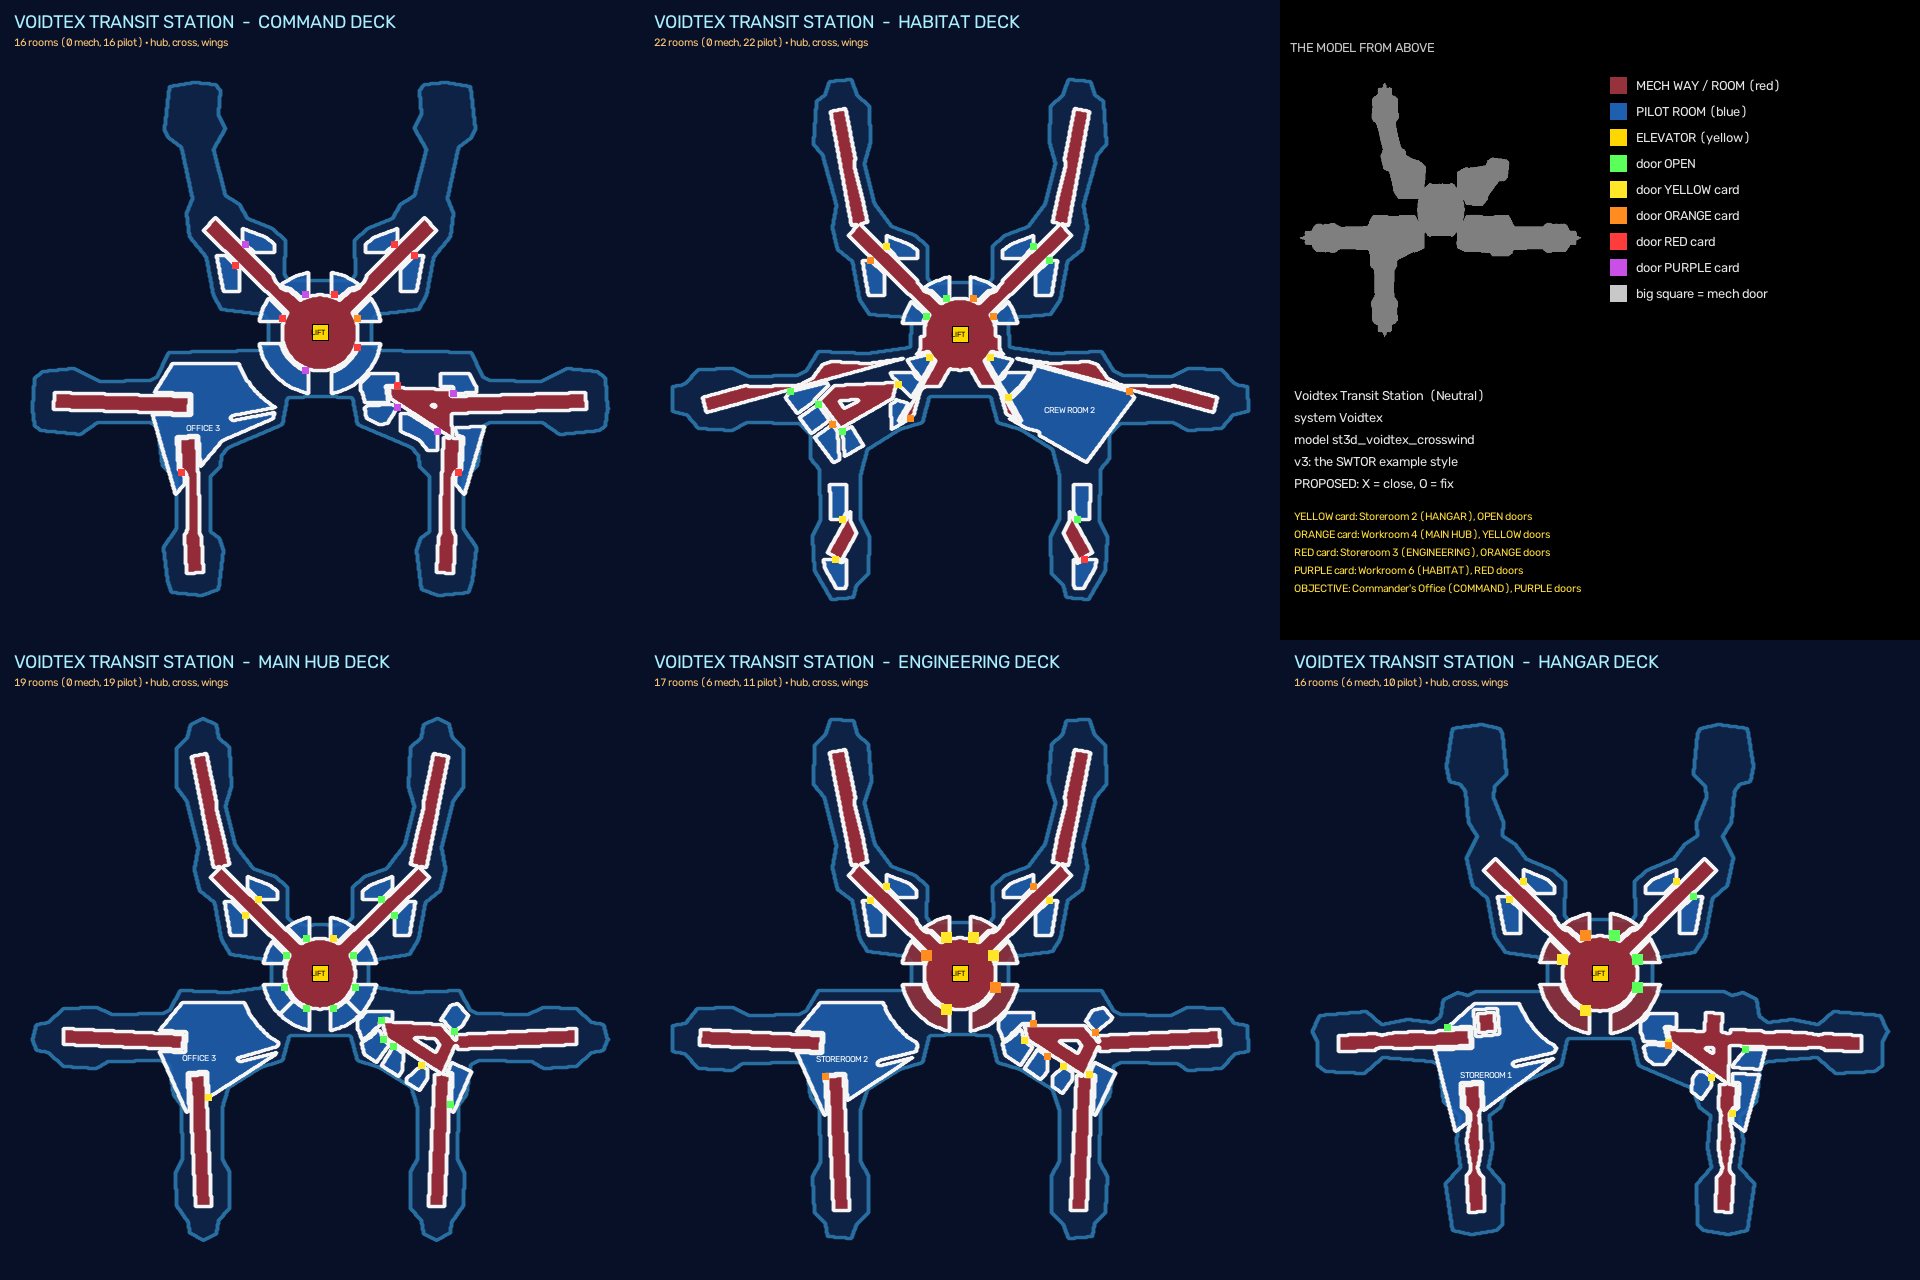 VOIDTEX TRANSIT STATION - COMMAND DECK
16 rooms (0 mech, 16 pilot) • hub, cross, wings
LIFT
OFFICE 3
VOIDTEX TRANSIT STATION - HABITAT DECK
22 rooms (0 mech, 22 pilot) • hub, cross, wings
LIFT
CREW ROOM 2
THE MODEL FROM ABOVE
MECH WAY / ROOM (red)
PILOT ROOM (blue)
ELEVATOR (yellow)
door OPEN
door YELLOW card
door ORANGE card
door RED card
door PURPLE card
big square = mech door
Voidtex Transit Station (Neutral)
system Voidtex
model st3d_voidtex_crosswind
v3: the SWTOR example style
PROPOSED: X = close, O = fix
YELLOW card: Storeroom 2 (HANGAR), OPEN doors
ORANGE card: Workroom 4 (MAIN HUB), YELLOW doors
RED card: Storeroom 3 (ENGINEERING), ORANGE doors
PURPLE card: Workroom 6 (HABITAT), RED doors
OBJECTIVE: Commander's Office (COMMAND), PURPLE doors
VOIDTEX TRANSIT STATION - MAIN HUB DECK
19 rooms (0 mech, 19 pilot) • hub, cross, wings
LIFT
OFFICE 3
VOIDTEX TRANSIT STATION - ENGINEERING DECK
17 rooms (6 mech, 11 pilot) • hub, cross, wings
LIFT
STOREROOM 2
VOIDTEX TRANSIT STATION - HANGAR DECK
16 rooms (6 mech, 10 pilot) • hub, cross, wings
LIFT
STOREROOM 1